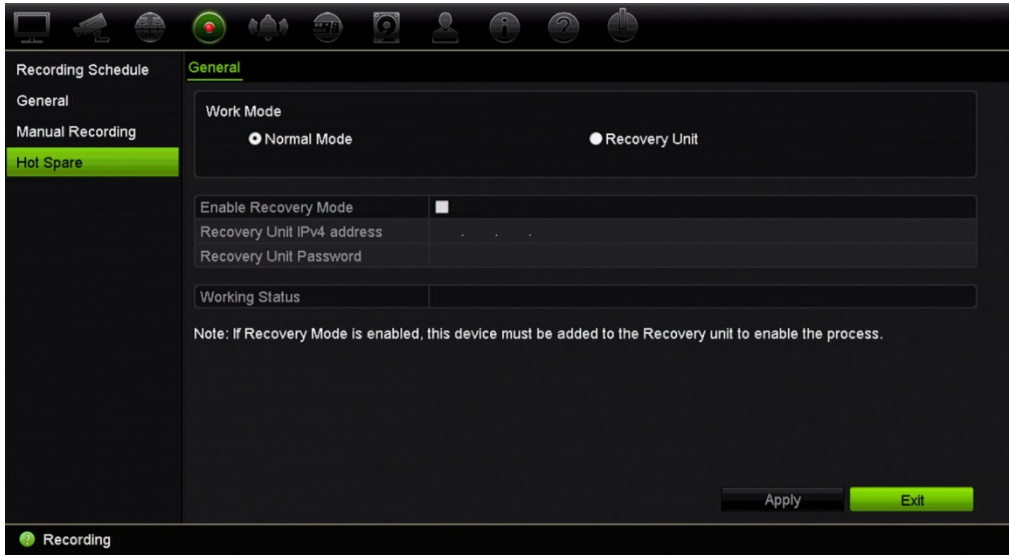 Recording Schedule
General
Manual Recording
Hot Spare
General
Work Mode
Normal Mode
Recovery Unit
Enable Recovery Mode
Recovery Unit IPv4 address
. . .
Recovery Unit Password
Working Status
Note: If Recovery Mode is enabled, this device must be added to the Recovery unit to enable the process.
Apply
Exit
Recording